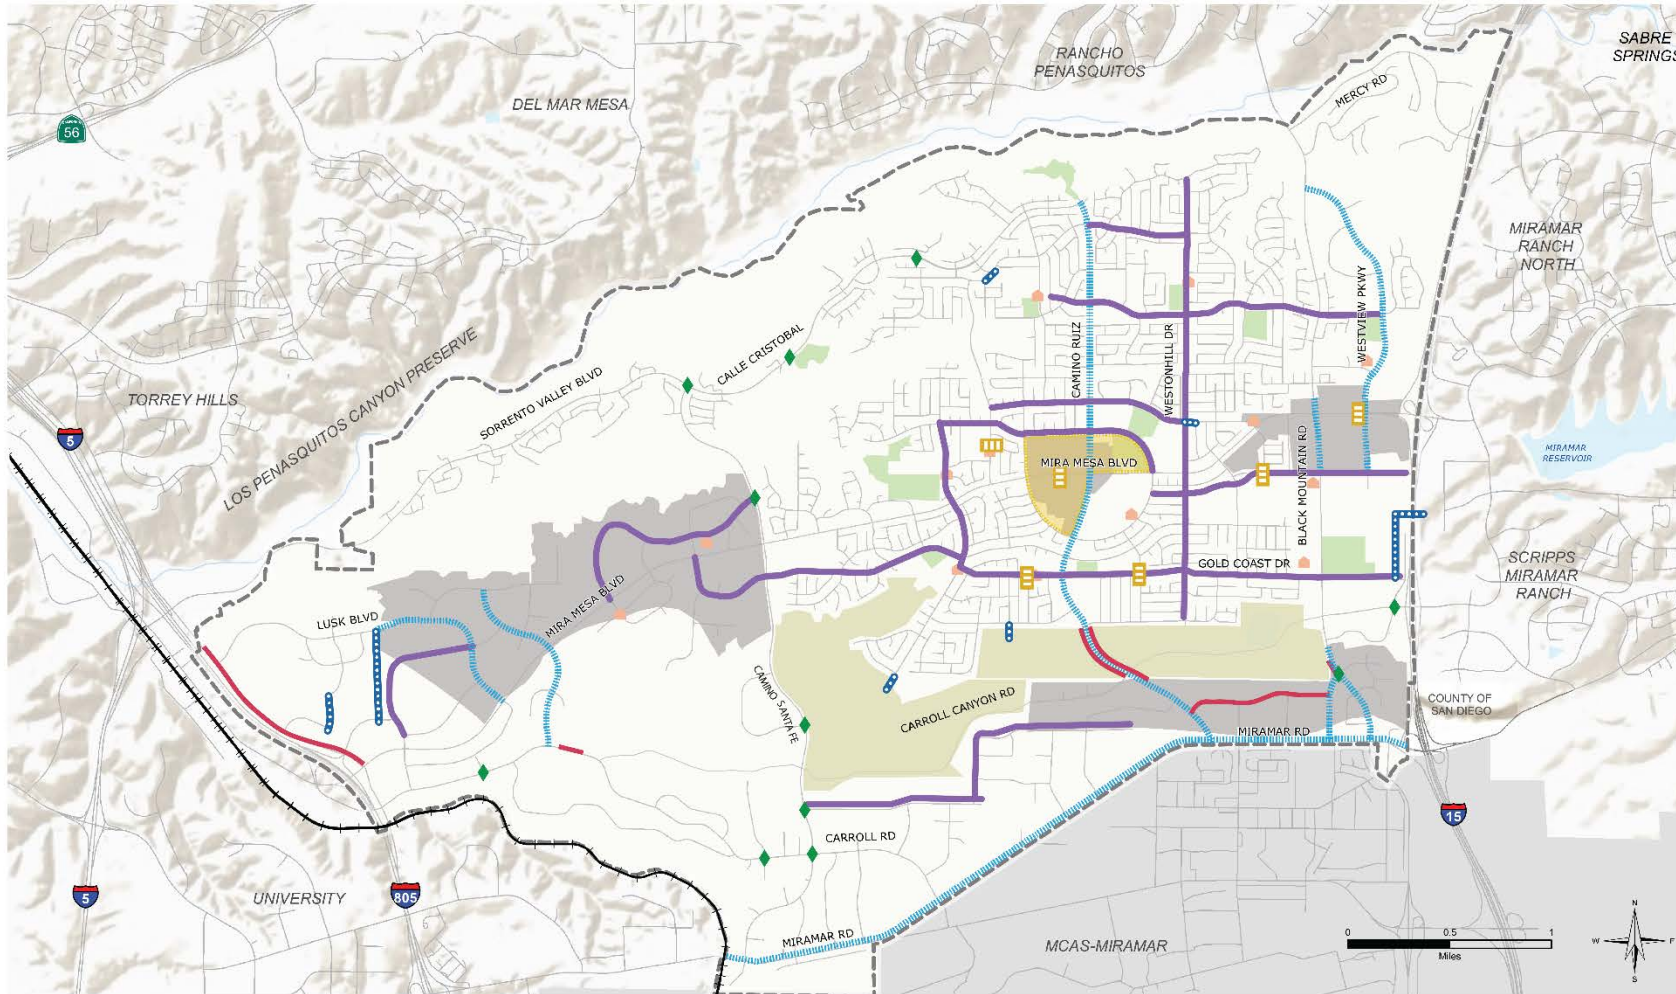 SABRE
SPRINGS
RANCHO
PENASQUITOS
MERCY RD
DEL MAR MESA
56
MIRAMAR
RANCH
NORTH
WESTVIEW PKWY
CAMINO RUIZ
WESTONHILL DR
CALLE CRISTOBAL
SORRENTO VALLEY BLVD
TORREY HILLS
LOS PENASQUITOS CANYON PRESERVE
5
BLACK MOUNTAIN RD
MIRA MESA BLVD
MIRAMAR
RESERVOIR
GOLD COAST DR
SCRIPPS
MIRAMAR
RANCH
MIRA MESA BLVD
LUSK BLVD
CAMINO SANTA FE
CARROLL CANYON RD
COUNTY OF
SAN DIEGO
MIRAMAR RD
15
CARROLL RD
5
UNIVERSITY
805
MIRAMAR RD
MCAS-MIRAMAR
0 0.5 1
Miles
N
W E
S